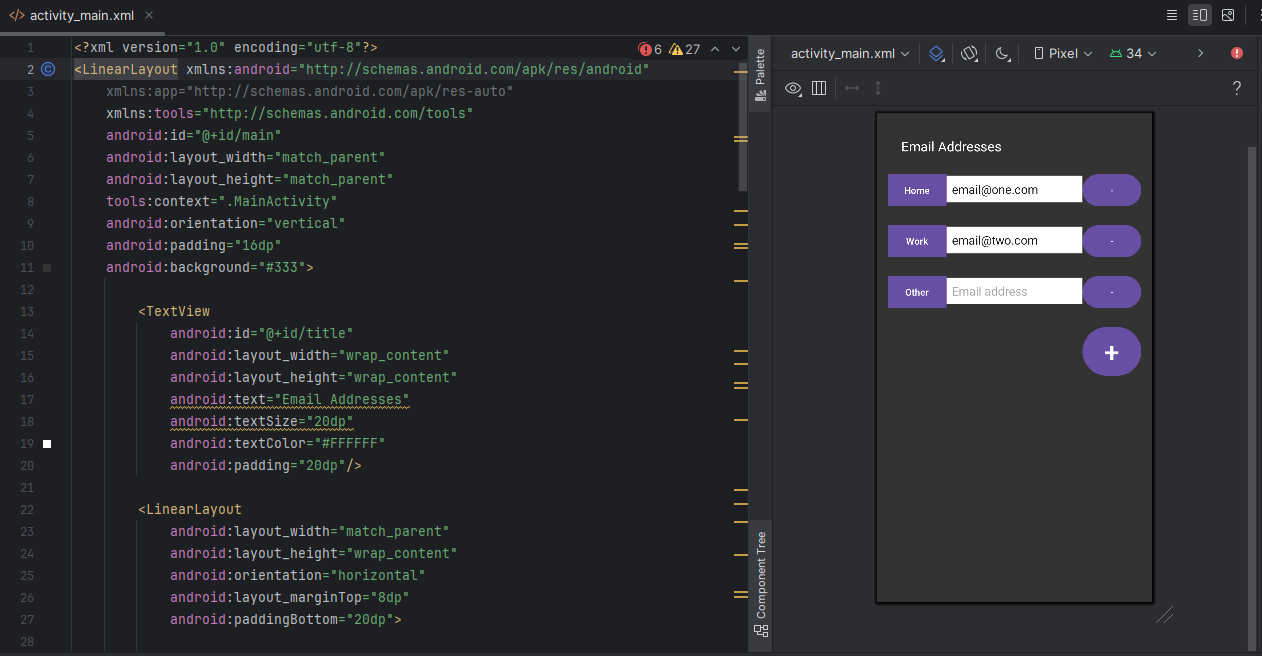 activity_main.xml
6 27
1 <?xml version="1.0" encoding="utf-8"?>
2 <LinearLayout xmlns:android="http://schemas.android.com/apk/res/android"
3 xmlns:app="http://schemas.android.com/apk/res-auto"
4 xmlns:tools="http://schemas.android.com/tools"
5 android:id="@+id/main"
6 android:layout_width="match_parent"
7 android:layout_height="match_parent"
8 tools:context=".MainActivity"
9 android:orientation="vertical"
10 android:padding="16dp"
11 android:background="#333">
12
13 <TextView
14 android:id="@+id/title"
15 android:layout_width="wrap_content"
16 android:layout_height="wrap_content"
17 android:text="Email Addresses"
18 android:textSize="20dp"
19 android:textColor="#FFFFFF"
20 android:padding="20dp"/>
21
22 <LinearLayout
23 android:layout_width="match_parent"
24 android:layout_height="wrap_content"
25 android:orientation="horizontal"
26 android:layout_marginTop="8dp"
27 android:paddingBottom="20dp">
28
Palette
Component Tree
activity_main.xml Pixel 34
?
Email Addresses
Home email@one.com -
Work email@two.com -
Other Email address -
+